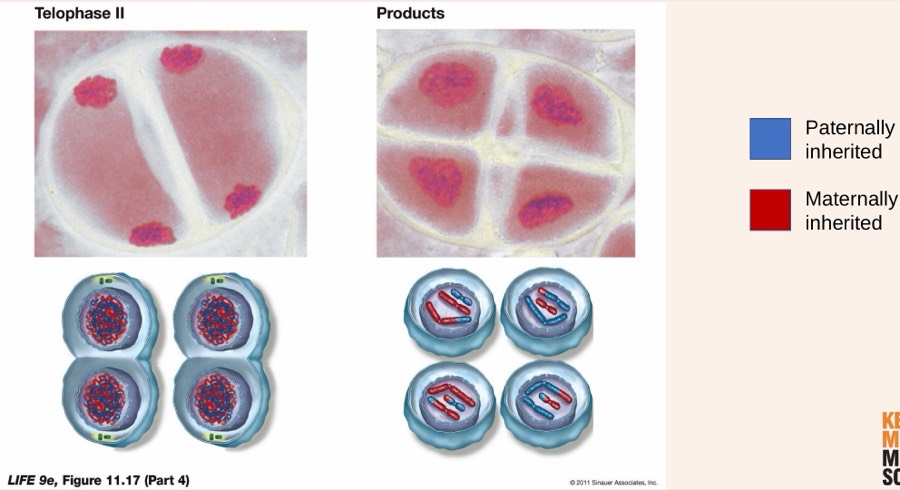 Telophase II
Products
Paternally
inherited
Maternally
inherited
LIFE 9e, Figure 11.17 (Part 4)
© 2011 Sinauer Associates, Inc.